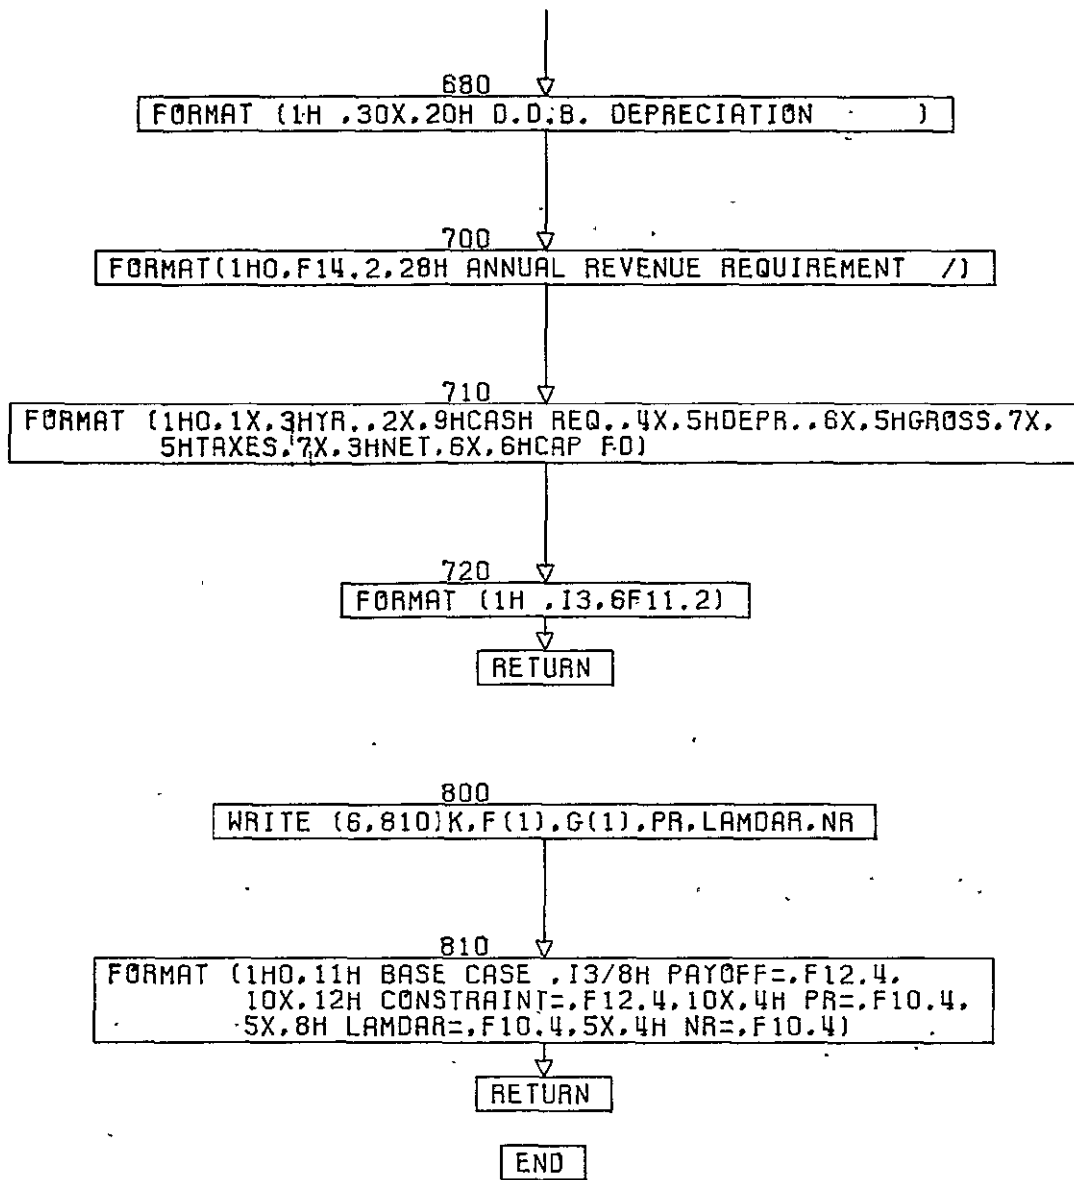 680
FORMAT (1H ,30X,20H D.D.B. DEPRECIATION )
700
FORMAT(1H0,F14.2,28H ANNUAL REVENUE REQUIREMENT /)
710
FORMAT (1H0,1X,3HYR.,2X,9HCASH REQ.,4X,5HDEPR.,6X,5HGROSS,7X,
5HTAXES,7X,3HNET,6X,6HCAP FD)
720
FORMAT (1H ,I3,6F11.2)
RETURN
800
WRITE (6,810)K,F(1),G(1),PR,LAMDAR,NR
810
FORMAT (1H0,11H BASE CASE ,I3/8H PAYOFF=,F12.4,
10X,12H CONSTRAINT=,F12.4,10X,4H PR=,F10.4,
5X,8H LAMDAR=,F10.4,5X,4H NR=,F10.4)
RETURN
END